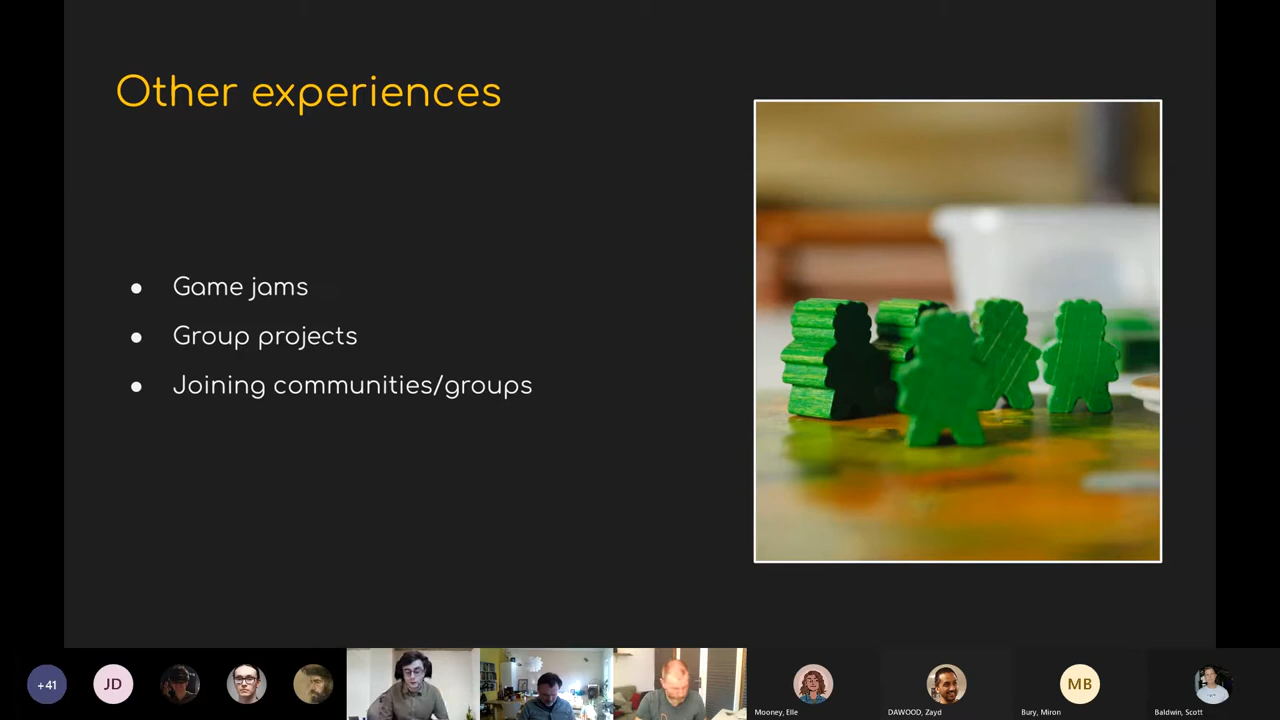 Other experiences
Game jams
Group projects
Joining communities/groups
+41
JD
MB
Mooney, Elle
DAWOOD, Zayd
Bury, Miron
Baldwin, Scott